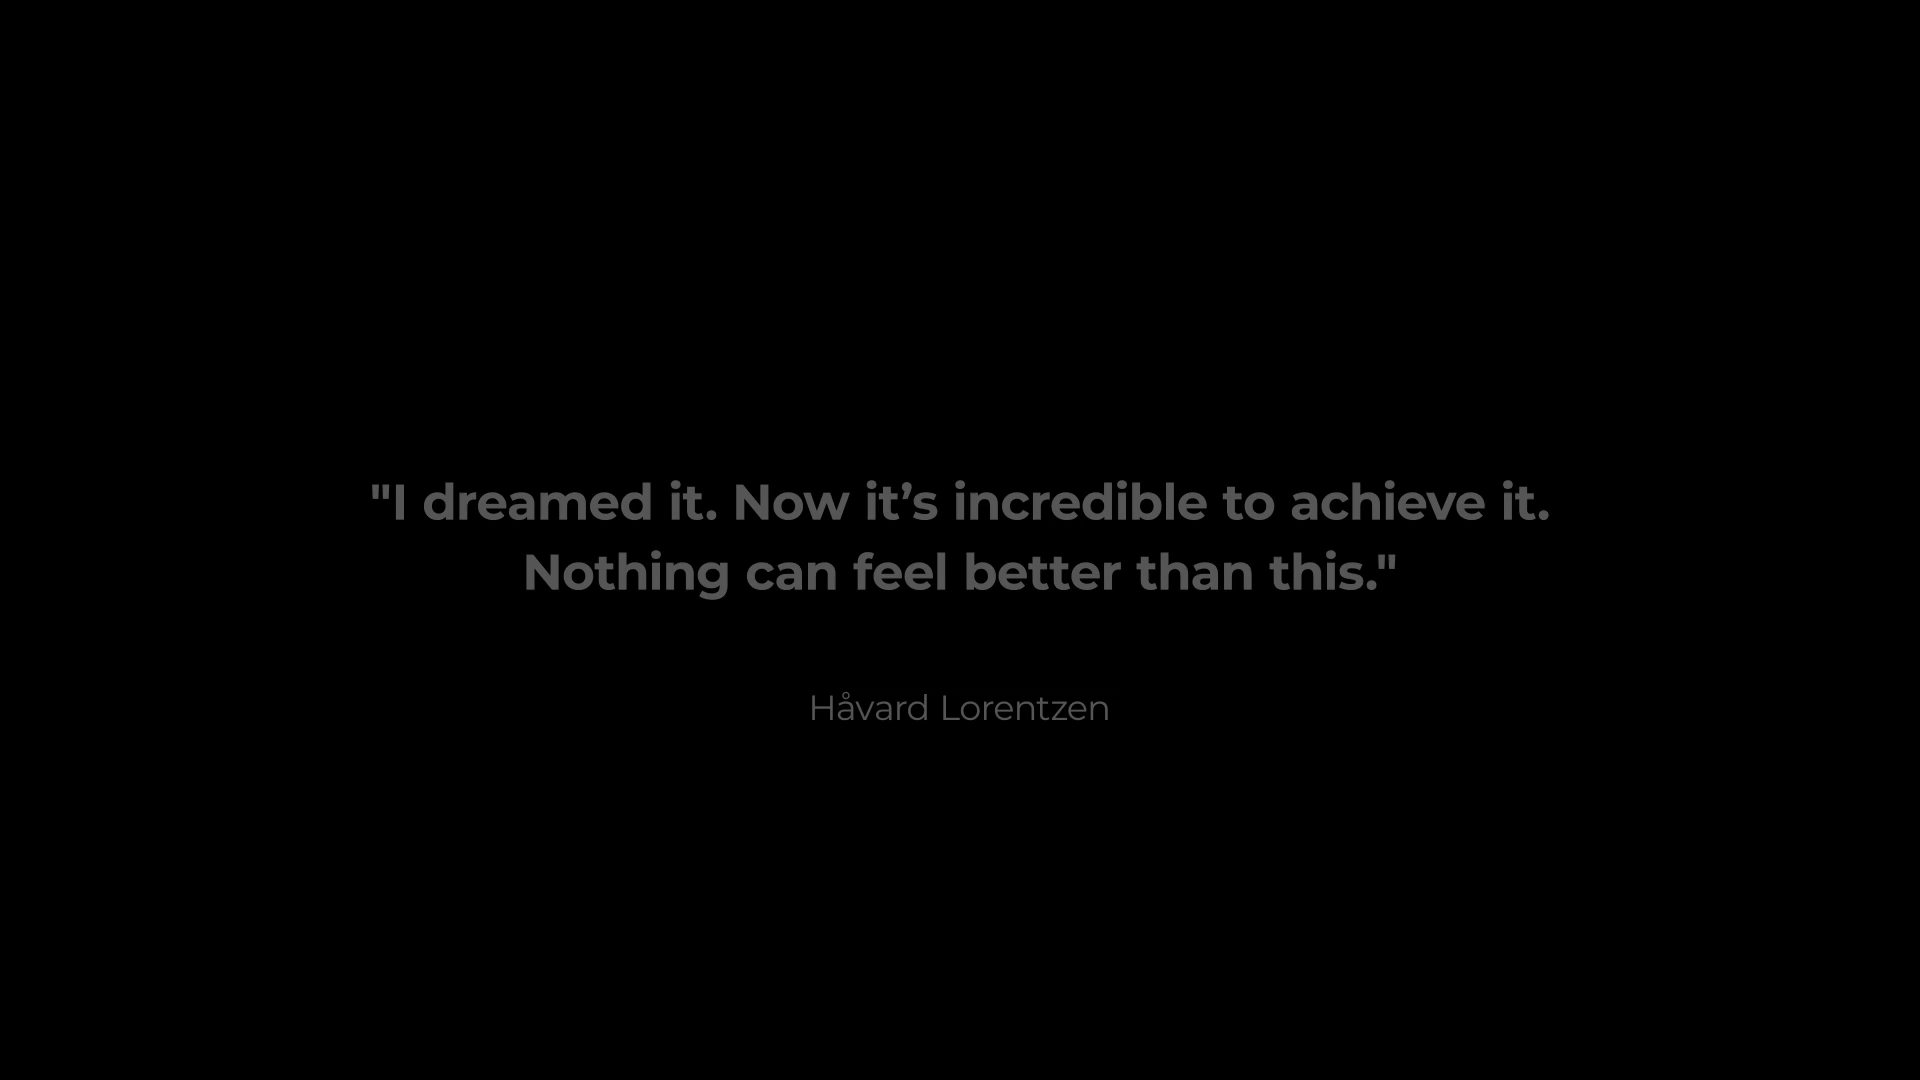 "I dreamed it. Now it’s incredible to achieve it.
Nothing can feel better than this."
Håvard Lorentzen